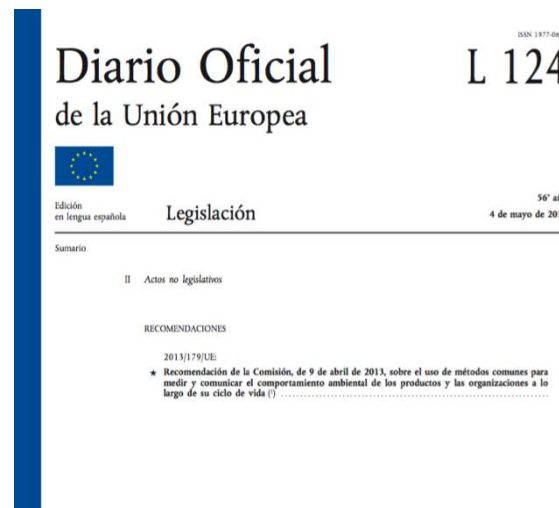 ISSN 1977-06
Diario Oficial
L 124
de la Unión Europea
Edición
en lengua española
Legislación
56° a
4 de mayo de 20
Sumario
II Actos no legislativos
RECOMENDACIONES
2013/179/UE:
★ Recomendación de la Comisión, de 9 de abril de 2013, sobre el uso de métodos comunes para
medir y comunicar el comportamiento ambiental de los productos y las organizaciones a lo
largo de su ciclo de vida (¹)